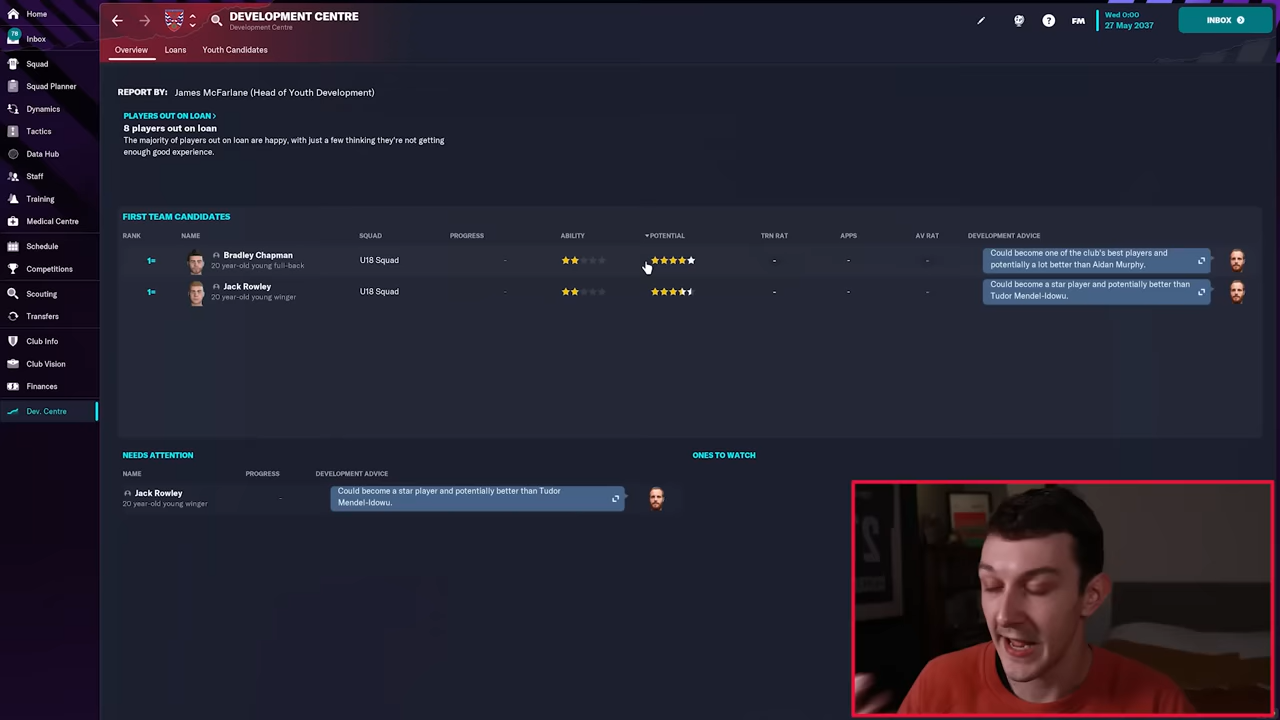 Home
78
Inbox
Squad
Squad Planner
Dynamics
Tactics
Data Hub
Staff
Training
Medical Centre
Schedule
Competitions
Scouting
Transfers
Club Info
Club Vision
Finances
Dev. Centre
DEVELOPMENT CENTRE
Development Centre
?
FM
Wed 0:00
27 May 2037
INBOX
Overview
Loans
Youth Candidates
REPORT BY: James McFarlane (Head of Youth Development)
PLAYERS OUT ON LOAN >
8 players out on loan
The majority of players out on loan are happy, with just a few thinking they're not getting
enough good experience.
FIRST TEAM CANDIDATES
RANK NAME SQUAD PROGRESS ABILITY POTENTIAL TRN RAT APPS AV RAT DEVELOPMENT ADVICE
1= Bradley Chapman U18 Squad - - - -
20 year-old young full-back
Could become one of the club's best players and
potentially a lot better than Aidan Murphy.
1= Jack Rowley U18 Squad - - - -
20 year-old young winger
Could become a star player and potentially better than
Tudor Mendel-Idowu.
NEEDS ATTENTION
NAME PROGRESS DEVELOPMENT ADVICE
Jack Rowley -
20 year-old young winger
Could become a star player and potentially better than Tudor
Mendel-Idowu.
ONES TO WATCH